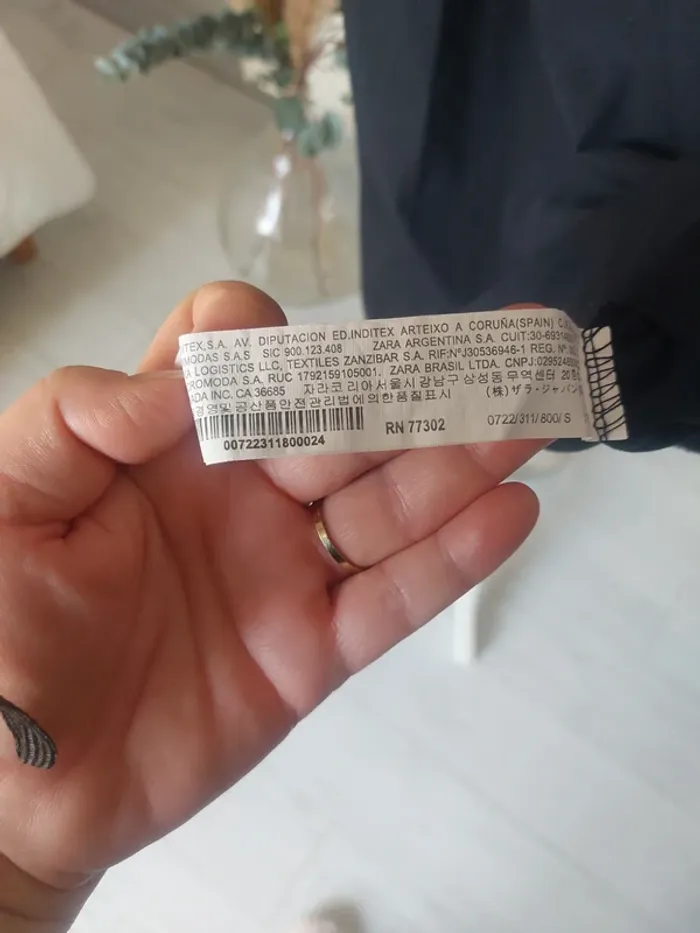 ITEX,S.A. AV. DIPUTACION ED.INDITEX ARTEIXO A CORUÑA(SPAIN)
MODAS S.A.S SIC 900.123.408 ZARA ARGENTINA S.A. CUIT:30-6931
A LOGISTICS LLC, TEXTILES ZANZIBAR S.A. RIF:NºJ30536946-1 REG. Nº.
ROMODA S.A, RUC 1792159105001. ZARA BRASIL LTDA. CNPJ:029524
ADA INC. CA 36685 자라코리아서울시강남구 삼성동 무역센터 20
경영및 공산품안전관리법에의한품질표시 (株)ザラ・ジャパン
00722311800024 RN 77302 0722/311/800/ S